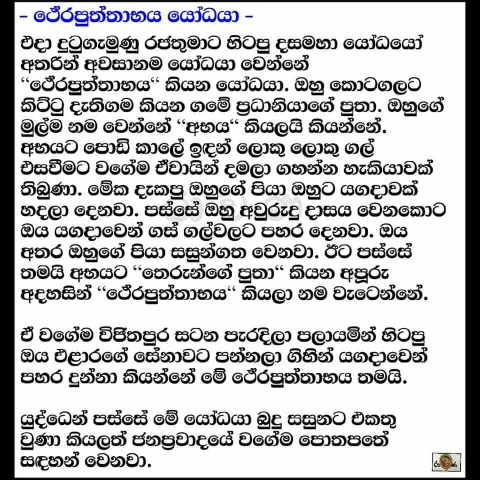 - ථේරපුත්තාභය යෝධයා -
එදා දුටුගැමුණු රජතුමාට හිටපු දසමහා යෝධයෝ
අතරින් අවසානම යෝධයා වෙන්නේ
“ථේරපුත්තාභය“ කියන යෝධයා. ඔහු කොටගලට
කිට්ටු දැතිගම කියන ගමේ ප්‍රධානියාගේ පුතා. ඔහුගේ
මුල්ම නම වෙන්නේ “අභය“ කියලයි කියන්නේ.
අභයට පොඩි කාලේ ඉඳන් ලොකු ලොකු ගල්
එසවීමට වගේම ඒවායින් දමලා ගහන්න හැකියාවක්
තිබුණා. මේක දැකපු ඔහුගේ පියා ඔහුට යගදාවක්
හදලා දෙනවා. පස්සේ ඔහු අවුරුදු දාසය වෙනකොට
ඔය යගදාවෙන් ගස් ගල්වලට පහර දෙනවා. ඔය
අතර ඔහුගේ පියා සසුන්ගත වෙනවා. ඊට පස්සේ
තමයි අභයට “තෙරුන්ගේ පුතා“ කියන අපූරු
අදහසින් “ථේරපුත්තාභය“ කියලා නම වැටෙන්නේ.
ඒ වගේම විජිතපුර සටන පැරදිලා පලායමින් හිටපු
ඔය එළාරගේ සේනාවට පන්නලා ගිහින් යගදාවෙන්
පහර දුන්නා කියන්නේ මේ ථේරපුත්තාභය තමයි.
යුද්ධෙන් පස්සේ මේ යෝධයා බුදු සසුනට එකතු
වුණා කියලත් ජනප්‍රවාදයේ වගේම පොතපතේ
සඳහන් වෙනවා.